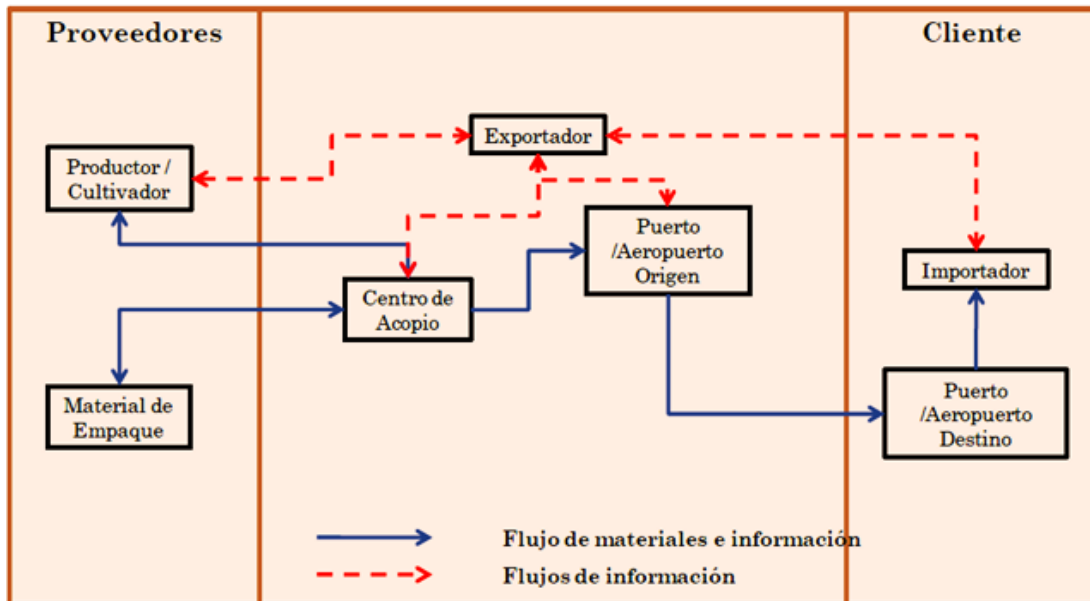 Proveedores
Cliente
Exportador
Productor /
Cultivador
Puerto
/Aeropuerto
Origen
Importador
Centro de
Acopio
Material de
Empaque
Puerto
/Aeropuerto
Destino
Flujo de materiales e información
Flujos de información